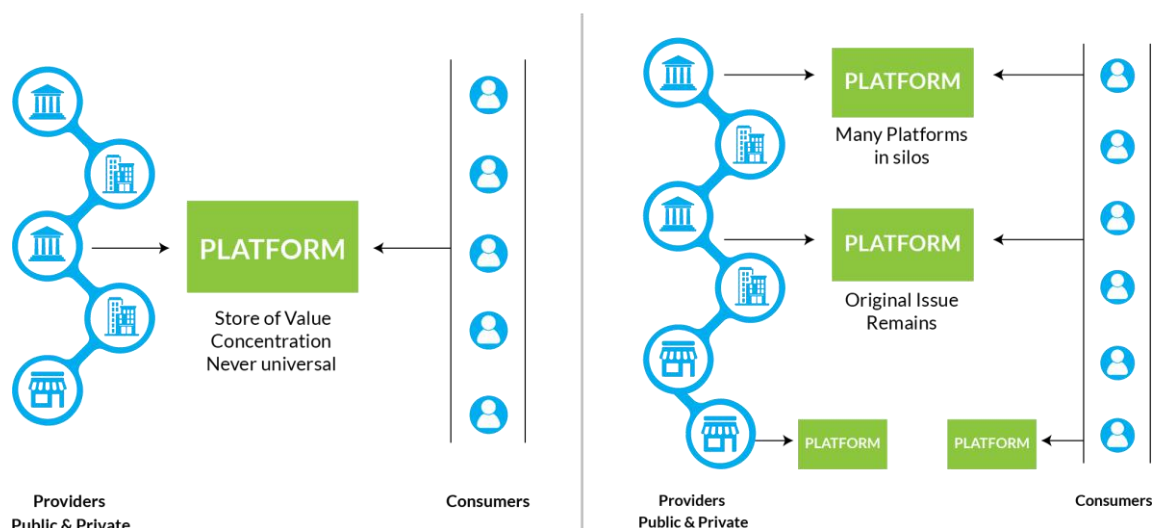 PLATFORM
Store of Value
Concentration
Never universal
Providers
Public & Private
Consumers
PLATFORM
Many Platforms
in silos
PLATFORM
Original Issue
Remains
PLATFORM
PLATFORM
Providers
Public & Private
Consumers